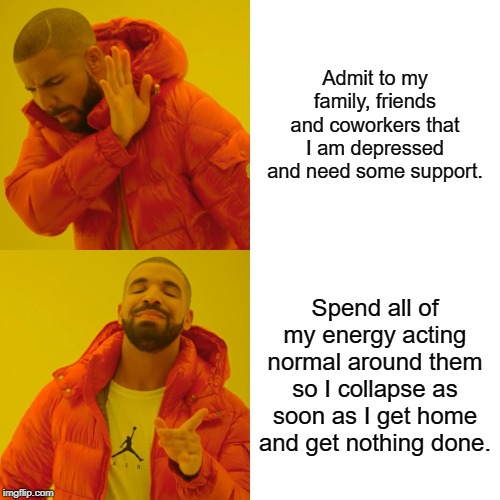 Admit to my
family, friends
and coworkers that
I am depressed
and need some support.
Spend all of
my energy acting
normal around them
so I collapse as
soon as I get home
and get nothing done.
AIR
imgflip.com